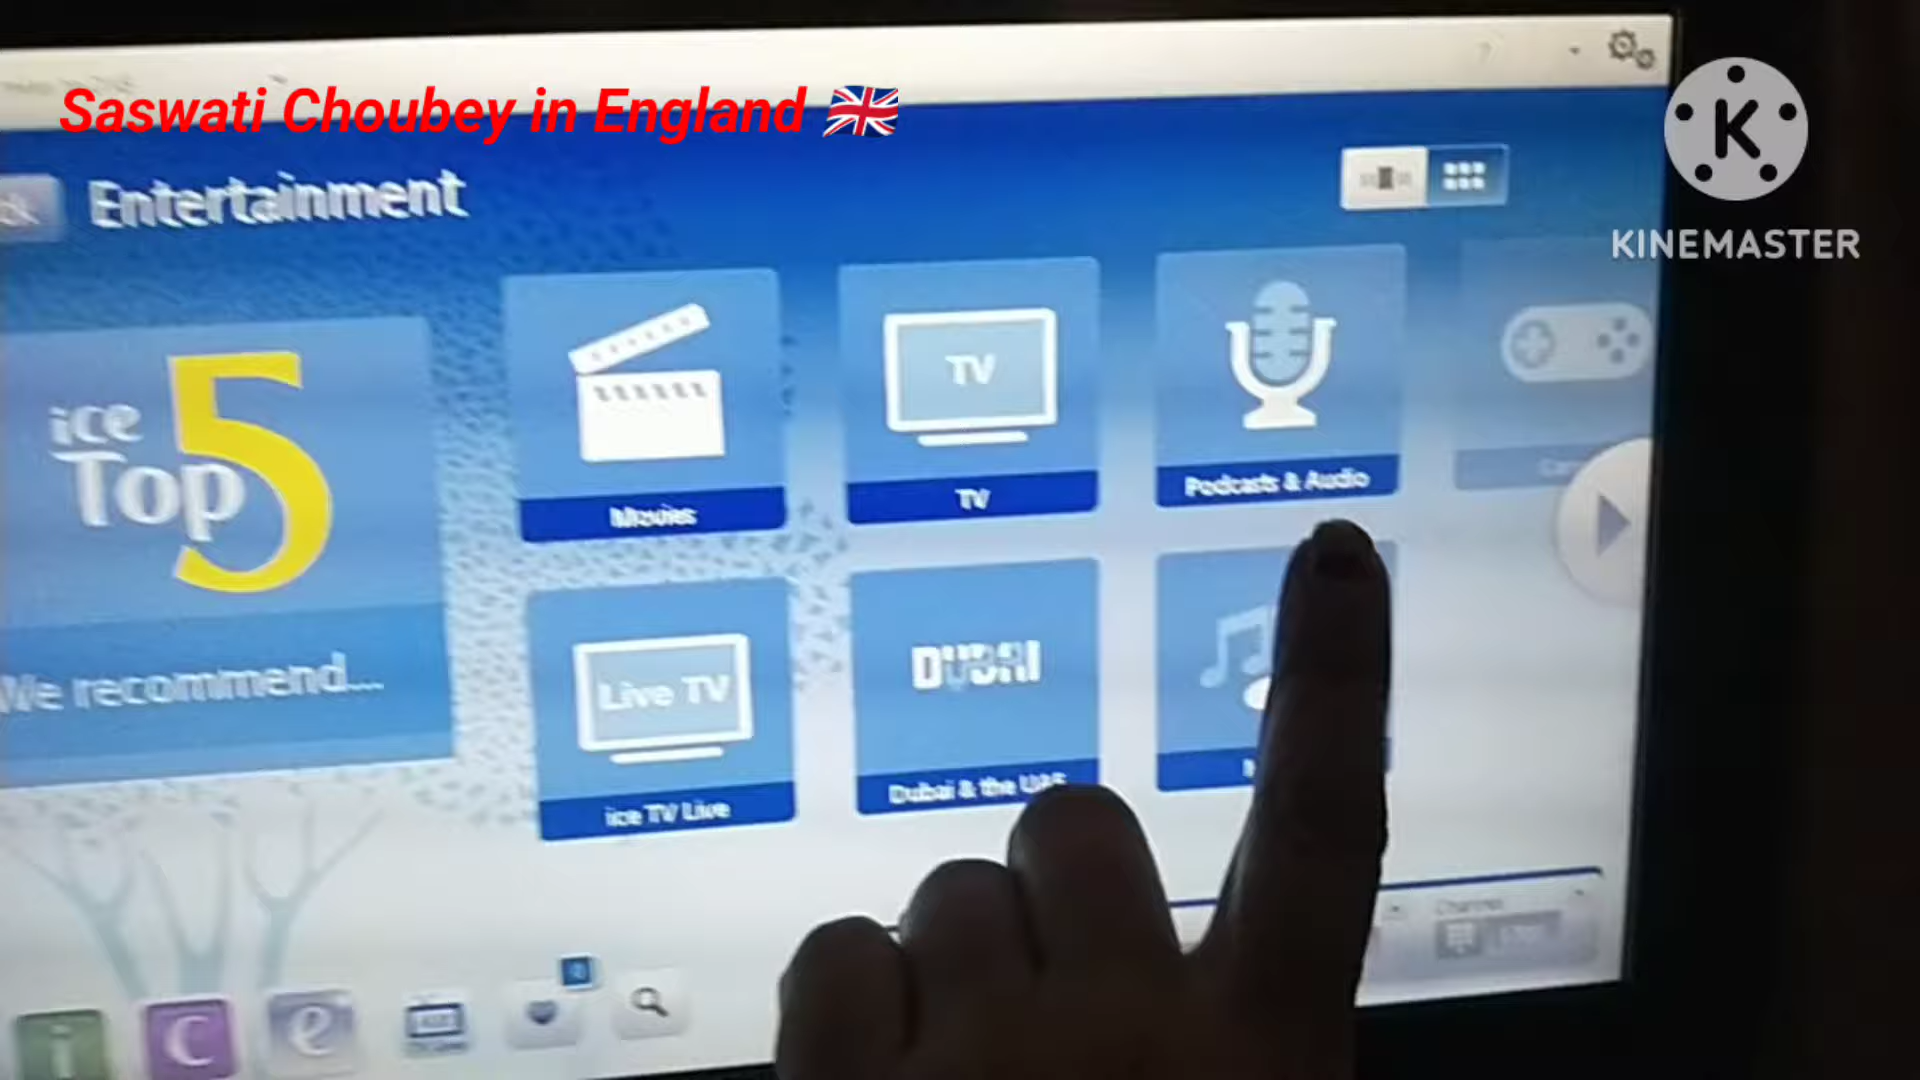 Saswati Choubey in England 🇬🇧
K
KINEMASTER
Entertainment
ice
Top 5
We recommend...
Movies
TV
TV
Podcasts & Audio
Live TV
ice TV Live
DUBAI
Dubai & the UAE
Channel
i
c
e